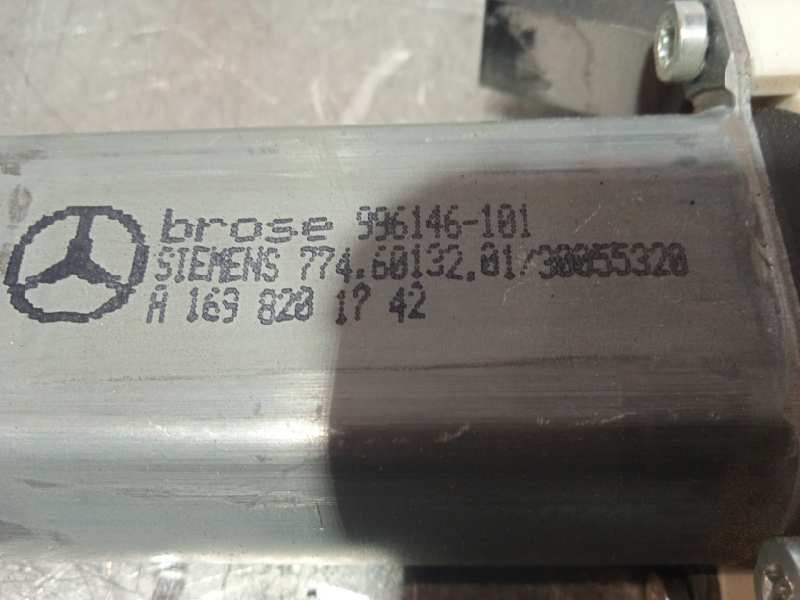 brose 996146-101
SIEMENS 774.60132.01/30055320
A 169 820 17 42